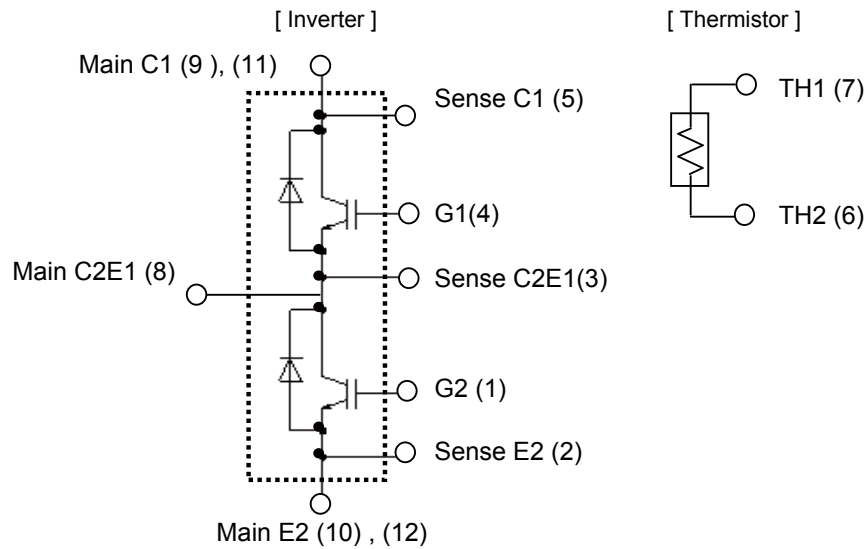 [ Inverter ]
[ Thermistor ]
Main C1 (9 ), (11)
Sense C1 (5)
TH1 (7)
G1(4)
TH2 (6)
Main C2E1 (8)
Sense C2E1(3)
G2 (1)
Sense E2 (2)
Main E2 (10) , (12)